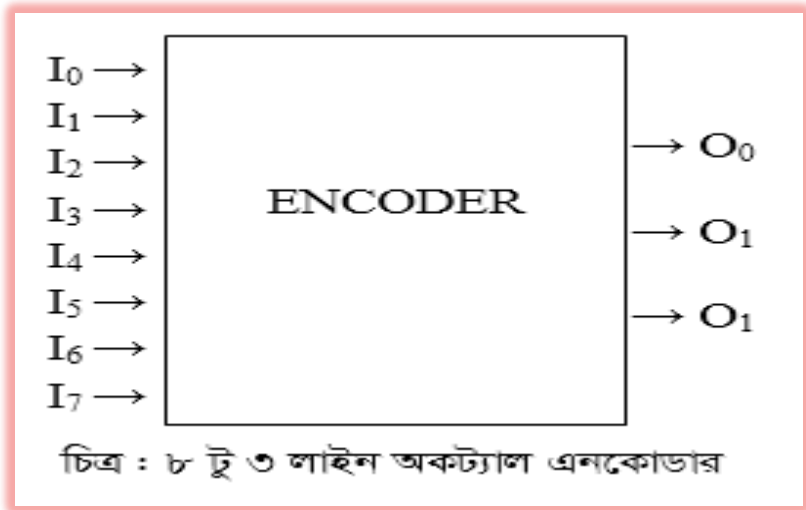 I₀ →
I₁ →
I₂ →
I₃ →
I₄ →
I₅ →
I₆ →
I₇ →
ENCODER
→ O₀
→ O₁
→ O₁
চিত্র : ৮ টু ৩ লাইন অকট্যাল এনকোডার